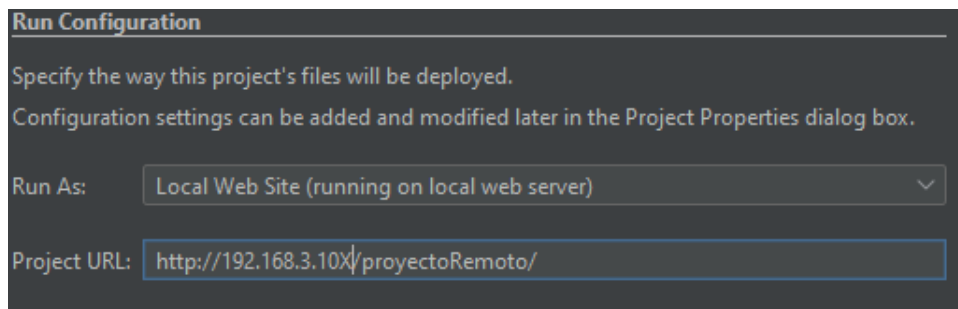 Run Configuration
Specify the way this project's files will be deployed.
Configuration settings can be added and modified later in the Project Properties dialog box.
Run As: Local Web Site (running on local web server)
Project URL: http://192.168.3.10X/proyectoRemoto/